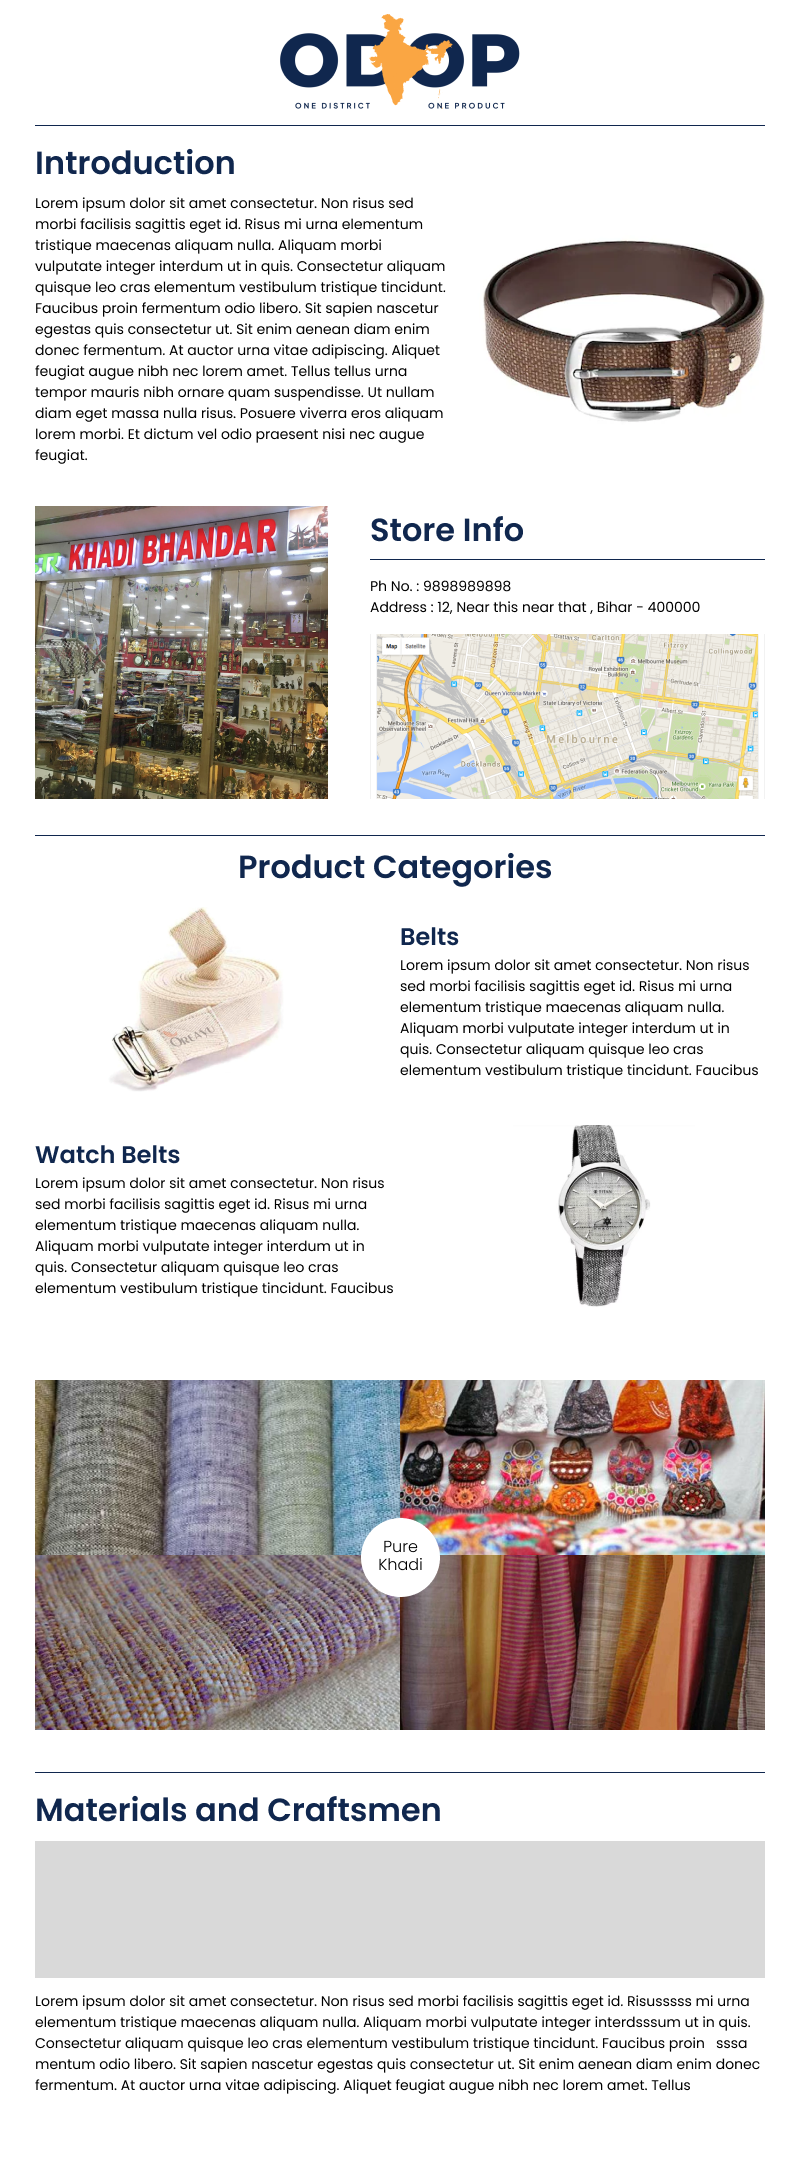 ODOP
ONE DISTRICT ONE PRODUCT
Introduction
Lorem ipsum dolor sit amet consectetur. Non risus sed
morbi facilisis sagittis eget id. Risus mi urna elementum
tristique maecenas aliquam nulla. Aliquam morbi
vulputate integer interdum ut in quis. Consectetur aliquam
quisque leo cras elementum vestibulum tristique tincidunt.
Faucibus proin fermentum odio libero. Sit sapien nascetur
egestas quis consectetur ut. Sit enim aenean diam enim
donec fermentum. At auctor urna vitae adipiscing. Aliquet
feugiat augue nibh nec lorem amet. Tellus tellus urna
tempor mauris nibh ornare quam suspendisse. Ut nullam
diam eget massa nulla risus. Posuere viverra eros aliquam
lorem morbi. Et dictum vel odio praesent nisi nec augue
feugiat.
KHADI BHANDAR
Store Info
Ph No. : 9898989898
Address : 12, Near this near that , Bihar - 400000
Map Satellite
Carlton
Fitzroy
Collingwood
Royal Exhibition
Building
Melbourne Museum
Gertrude St
Queen Victoria Market
State Library of Victoria
Albert St
Melbourne Star
Observation Wheel
Festival Hall
Fitzroy
Gardens
Melbourne
Docklands Dr
Docklands
Collins St
Federation Square
Yarra River
Yarra River
Melbourne
Cricket Ground
Yarra Park
Product Categories
OREAYU
Belts
Lorem ipsum dolor sit amet consectetur. Non risus
sed morbi facilisis sagittis eget id. Risus mi urna
elementum tristique maecenas aliquam nulla.
Aliquam morbi vulputate integer interdum ut in
quis. Consectetur aliquam quisque leo cras
elementum vestibulum tristique tincidunt. Faucibus
Watch Belts
Lorem ipsum dolor sit amet consectetur. Non risus
sed morbi facilisis sagittis eget id. Risus mi urna
elementum tristique maecenas aliquam nulla.
Aliquam morbi vulputate integer interdum ut in
quis. Consectetur aliquam quisque leo cras
elementum vestibulum tristique tincidunt. Faucibus
TITAN
Pure
Khadi
Materials and Craftsmen
Lorem ipsum dolor sit amet consectetur. Non risus sed morbi facilisis sagittis eget id. Risusssss mi urna
elementum tristique maecenas aliquam nulla. Aliquam morbi vulputate integer interdsssum ut in quis.
Consectetur aliquam quisque leo cras elementum vestibulum tristique tincidunt. Faucibus proin sssa
mentum odio libero. Sit sapien nascetur egestas quis consectetur ut. Sit enim aenean diam enim donec
fermentum. At auctor urna vitae adipiscing. Aliquet feugiat augue nibh nec lorem amet. Tellus